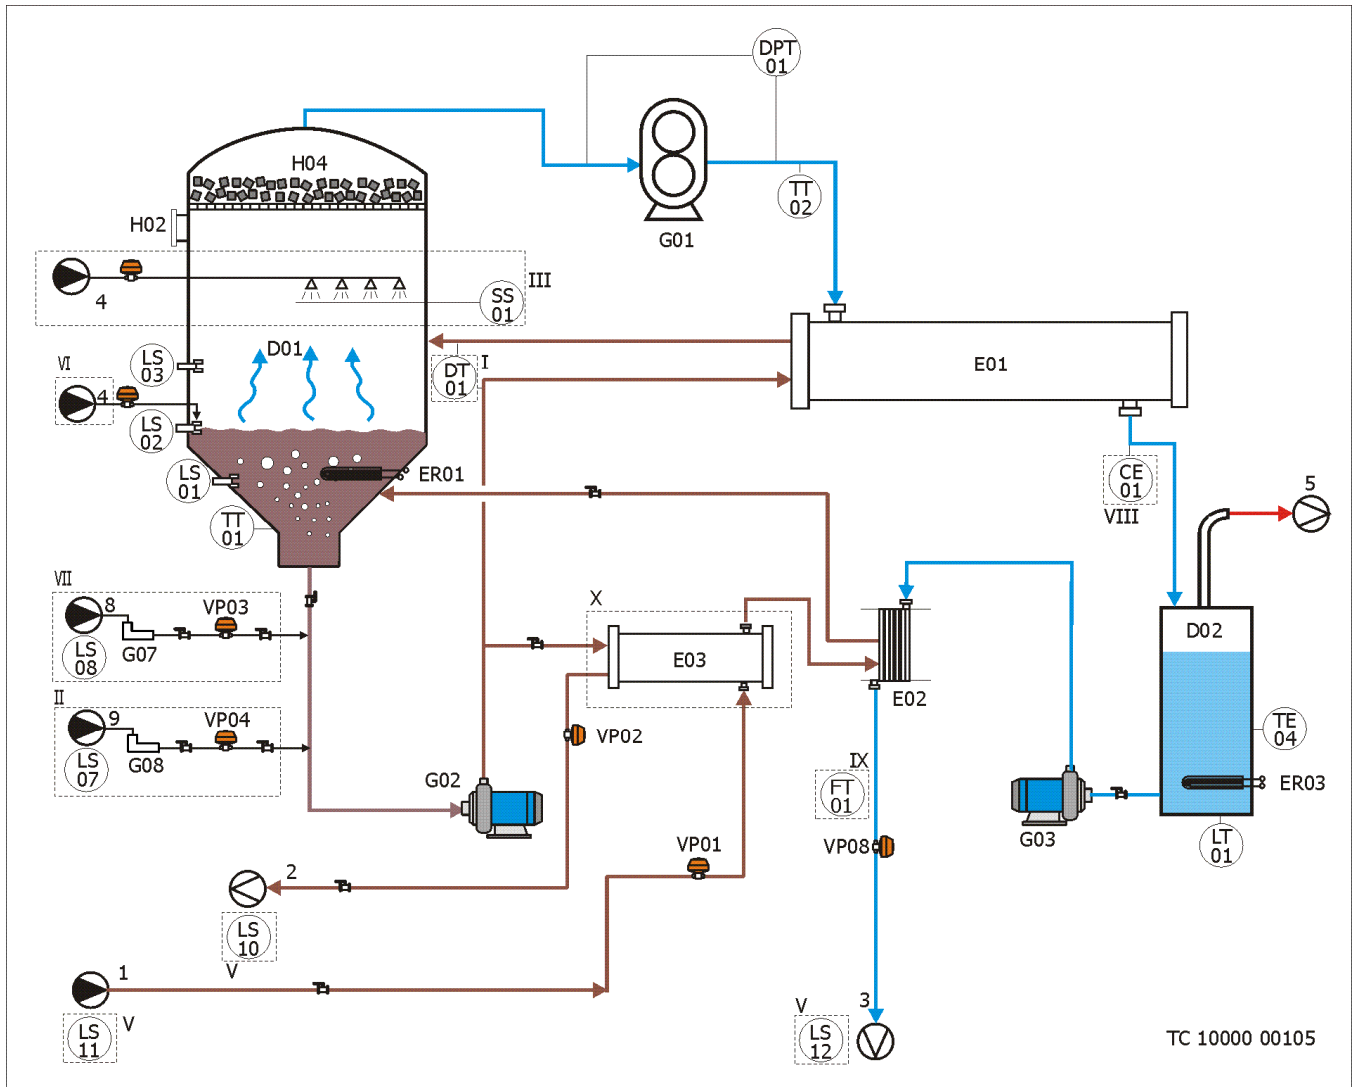 DPT
01
H04
TT
02
H02
G01
III
4
SS
01
D01
LS
03
VI
I
DT
01
E01
4
LS
02
ER01
LS
01
CE
01
5
TT
01
VIII
VII
8
VP03
X
LS
08
G07
E03
D02
II
E02
9
VP04
TE
04
LS
07
G08
VP02
IX
G02
FT
01
ER03
G03
VP01
VP08
LT
01
2
LS
10
V
1
V
3
LS
11
V
LS
12
TC 10000 00105